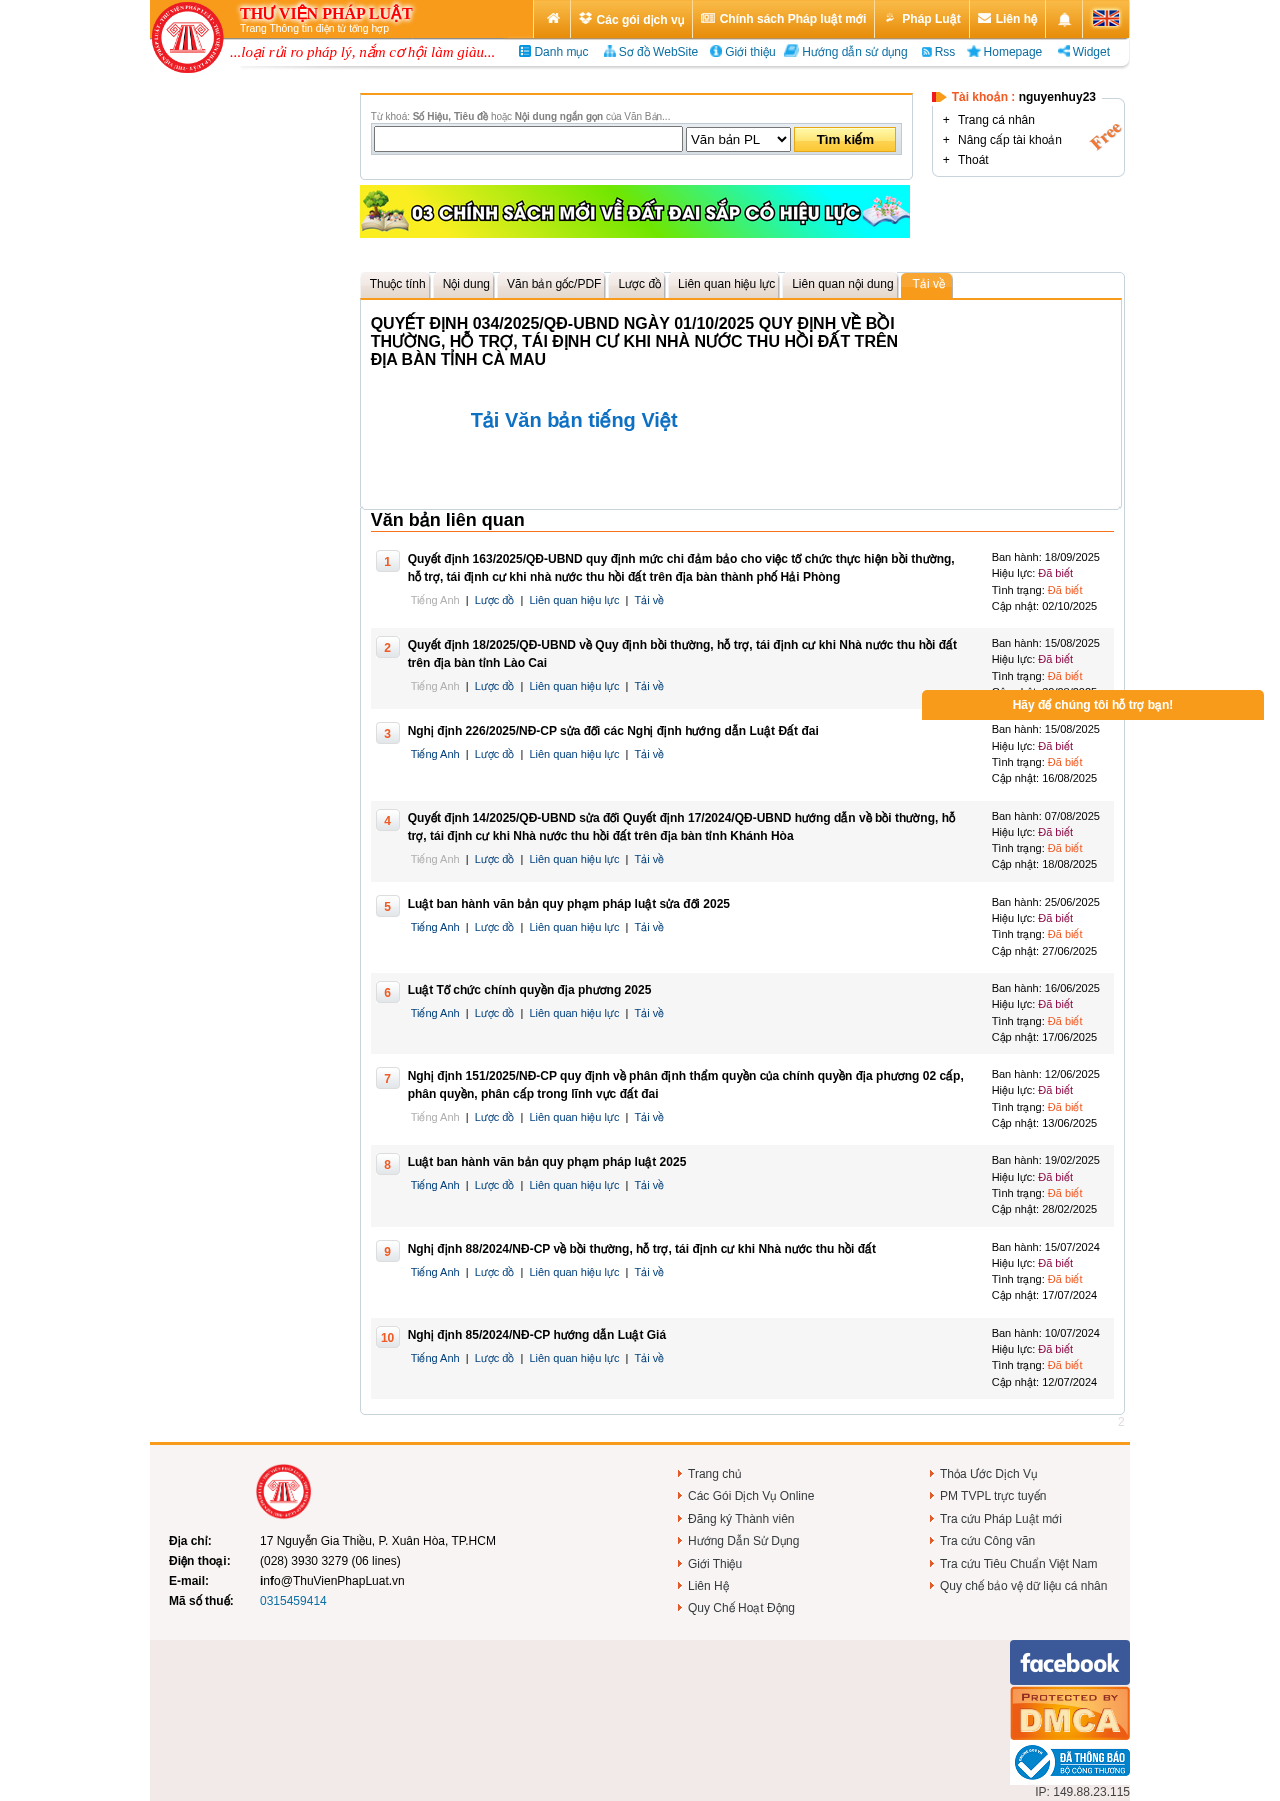 THƯ VIỆN PHÁP LUẬT
Trang Thông tin điện tử tổng hợp
Các gói dịch vụ
Chính sách Pháp luật mới
Pháp Luật
Liên hệ
...loại rủi ro pháp lý, nắm cơ hội làm giàu...
Danh mục
Sơ đồ WebSite
Giới thiệu
Hướng dẫn sử dụng
Rss
Homepage
Widget
Từ khoá: Số Hiệu, Tiêu đề hoặc Nội dung ngắn gọn của Văn Bản...
Văn bản PL
Tìm kiếm
Tài khoản : nguyenhuy23
+ Trang cá nhân
+ Nâng cấp tài khoản
+ Thoát
Free
03 CHÍNH SÁCH MỚI VỀ ĐẤT ĐAI SẮP CÓ HIỆU LỰC
Thuộc tính
Nội dung
Văn bản gốc/PDF
Lược đồ
Liên quan hiệu lực
Liên quan nội dung
Tải về
QUYẾT ĐỊNH 034/2025/QĐ-UBND NGÀY 01/10/2025 QUY ĐỊNH VỀ BỒI
THƯỜNG, HỖ TRỢ, TÁI ĐỊNH CƯ KHI NHÀ NƯỚC THU HỒI ĐẤT TRÊN
ĐỊA BÀN TỈNH CÀ MAU
Tải Văn bản tiếng Việt
Văn bản liên quan
1
Quyết định 163/2025/QĐ-UBND quy định mức chi đảm bảo cho việc tổ chức thực hiện bồi thường,
hỗ trợ, tái định cư khi nhà nước thu hồi đất trên địa bàn thành phố Hải Phòng
Tiếng Anh | Lược đồ | Liên quan hiệu lực | Tải về
Ban hành: 18/09/2025
Hiệu lực: Đã biết
Tình trạng: Đã biết
Cập nhật: 02/10/2025
2
Quyết định 18/2025/QĐ-UBND về Quy định bồi thường, hỗ trợ, tái định cư khi Nhà nước thu hồi đất
trên địa bàn tỉnh Lào Cai
Tiếng Anh | Lược đồ | Liên quan hiệu lực | Tải về
Ban hành: 15/08/2025
Hiệu lực: Đã biết
Tình trạng: Đã biết
Hãy để chúng tôi hỗ trợ bạn!
3
Nghị định 226/2025/NĐ-CP sửa đổi các Nghị định hướng dẫn Luật Đất đai
Tiếng Anh | Lược đồ | Liên quan hiệu lực | Tải về
Ban hành: 15/08/2025
Hiệu lực: Đã biết
Tình trạng: Đã biết
Cập nhật: 16/08/2025
4
Quyết định 14/2025/QĐ-UBND sửa đổi Quyết định 17/2024/QĐ-UBND hướng dẫn về bồi thường, hỗ
trợ, tái định cư khi Nhà nước thu hồi đất trên địa bàn tỉnh Khánh Hòa
Tiếng Anh | Lược đồ | Liên quan hiệu lực | Tải về
Ban hành: 07/08/2025
Hiệu lực: Đã biết
Tình trạng: Đã biết
Cập nhật: 18/08/2025
5
Luật ban hành văn bản quy phạm pháp luật sửa đổi 2025
Tiếng Anh | Lược đồ | Liên quan hiệu lực | Tải về
Ban hành: 25/06/2025
Hiệu lực: Đã biết
Tình trạng: Đã biết
Cập nhật: 27/06/2025
6
Luật Tổ chức chính quyền địa phương 2025
Tiếng Anh | Lược đồ | Liên quan hiệu lực | Tải về
Ban hành: 16/06/2025
Hiệu lực: Đã biết
Tình trạng: Đã biết
Cập nhật: 17/06/2025
7
Nghị định 151/2025/NĐ-CP quy định về phân định thẩm quyền của chính quyền địa phương 02 cấp,
phân quyền, phân cấp trong lĩnh vực đất đai
Tiếng Anh | Lược đồ | Liên quan hiệu lực | Tải về
Ban hành: 12/06/2025
Hiệu lực: Đã biết
Tình trạng: Đã biết
Cập nhật: 13/06/2025
8
Luật ban hành văn bản quy phạm pháp luật 2025
Tiếng Anh | Lược đồ | Liên quan hiệu lực | Tải về
Ban hành: 19/02/2025
Hiệu lực: Đã biết
Tình trạng: Đã biết
Cập nhật: 28/02/2025
9
Nghị định 88/2024/NĐ-CP về bồi thường, hỗ trợ, tái định cư khi Nhà nước thu hồi đất
Tiếng Anh | Lược đồ | Liên quan hiệu lực | Tải về
Ban hành: 15/07/2024
Hiệu lực: Đã biết
Tình trạng: Đã biết
Cập nhật: 17/07/2024
10
Nghị định 85/2024/NĐ-CP hướng dẫn Luật Giá
Tiếng Anh | Lược đồ | Liên quan hiệu lực | Tải về
Ban hành: 10/07/2024
Hiệu lực: Đã biết
Tình trạng: Đã biết
Cập nhật: 12/07/2024
2
Địa chỉ: 17 Nguyễn Gia Thiều, P. Xuân Hòa, TP.HCM
Điện thoại: (028) 3930 3279 (06 lines)
E-mail: info@ThuVienPhapLuat.vn
Mã số thuế: 0315459414
Trang chủ
Các Gói Dịch Vụ Online
Đăng ký Thành viên
Hướng Dẫn Sử Dụng
Giới Thiệu
Liên Hệ
Quy Chế Hoạt Động
Thỏa Ước Dịch Vụ
PM TVPL trực tuyến
Tra cứu Pháp Luật mới
Tra cứu Công văn
Tra cứu Tiêu Chuẩn Việt Nam
Quy chế bảo vệ dữ liệu cá nhân
facebook
PROTECTED BY
DMCA
ĐÃ THÔNG BÁO
BỘ CÔNG THƯƠNG
IP: 149.88.23.115